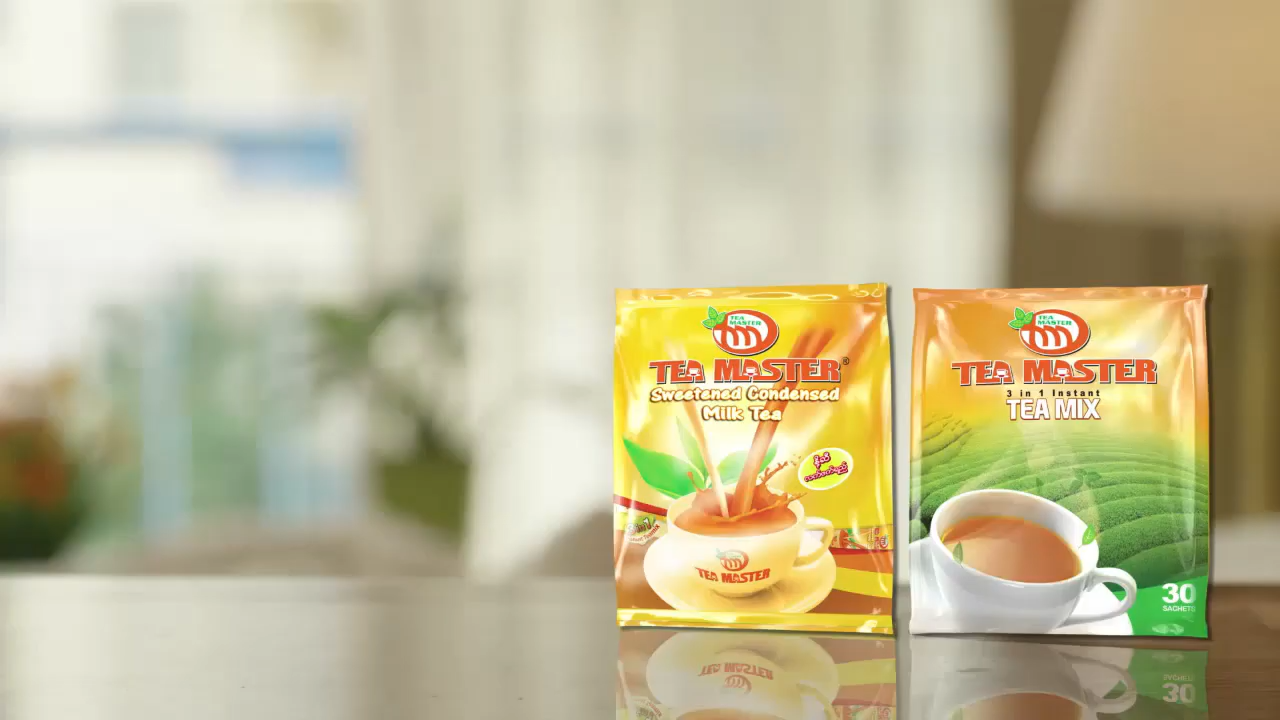 TEA
MASTER
TEA MASTER®
Sweetened Condensed
Milk Tea
TEA MASTER
TEA
MASTER
TEA MASTER
3 in 1 Instant
TEA MIX
30
SACHETS